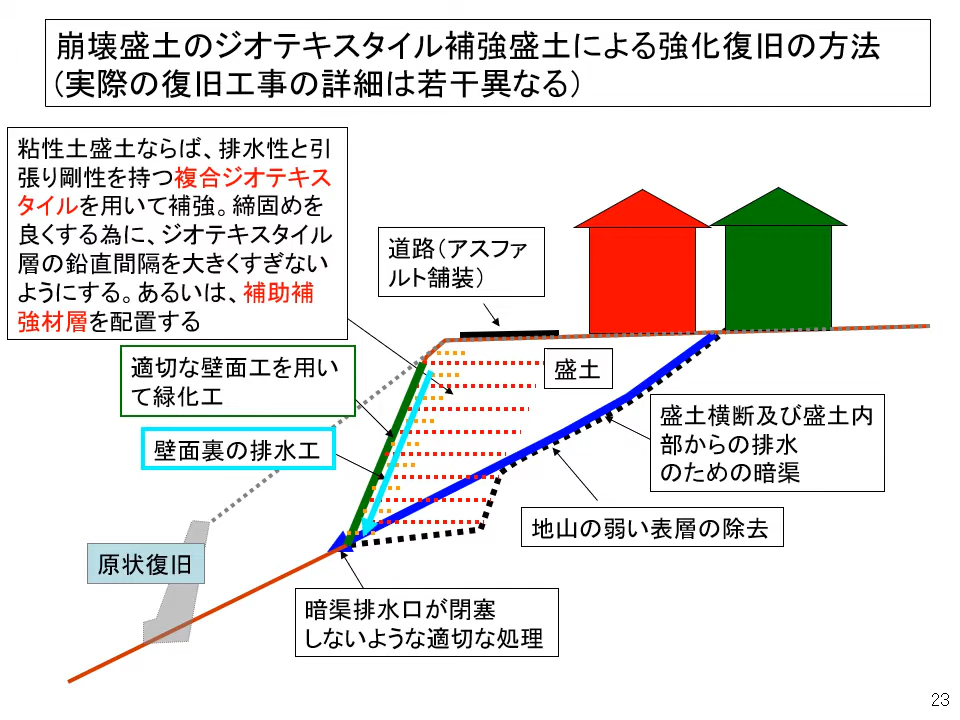 崩壊盛土のジオテキスタイル補強盛土による強化復旧の方法
(実際の復旧工事の詳細は若干異なる)
粘性土盛土ならば、排水性と引
張り剛性を持つ複合ジオテキス
タイルを用いて補強。締固めを
良くする為に、ジオテキスタイル
層の鉛直間隔を大きくすぎない
ようにする。あるいは、補助補
強材層を配置する
道路(アスファ
ルト舗装)
適切な壁面工を用い
て緑化工
盛土
壁面裏の排水工
盛土横断及び盛土内
部からの排水
のための暗渠
地山の弱い表層の除去
原状復旧
暗渠排水口が閉塞
しないような適切な処理
23